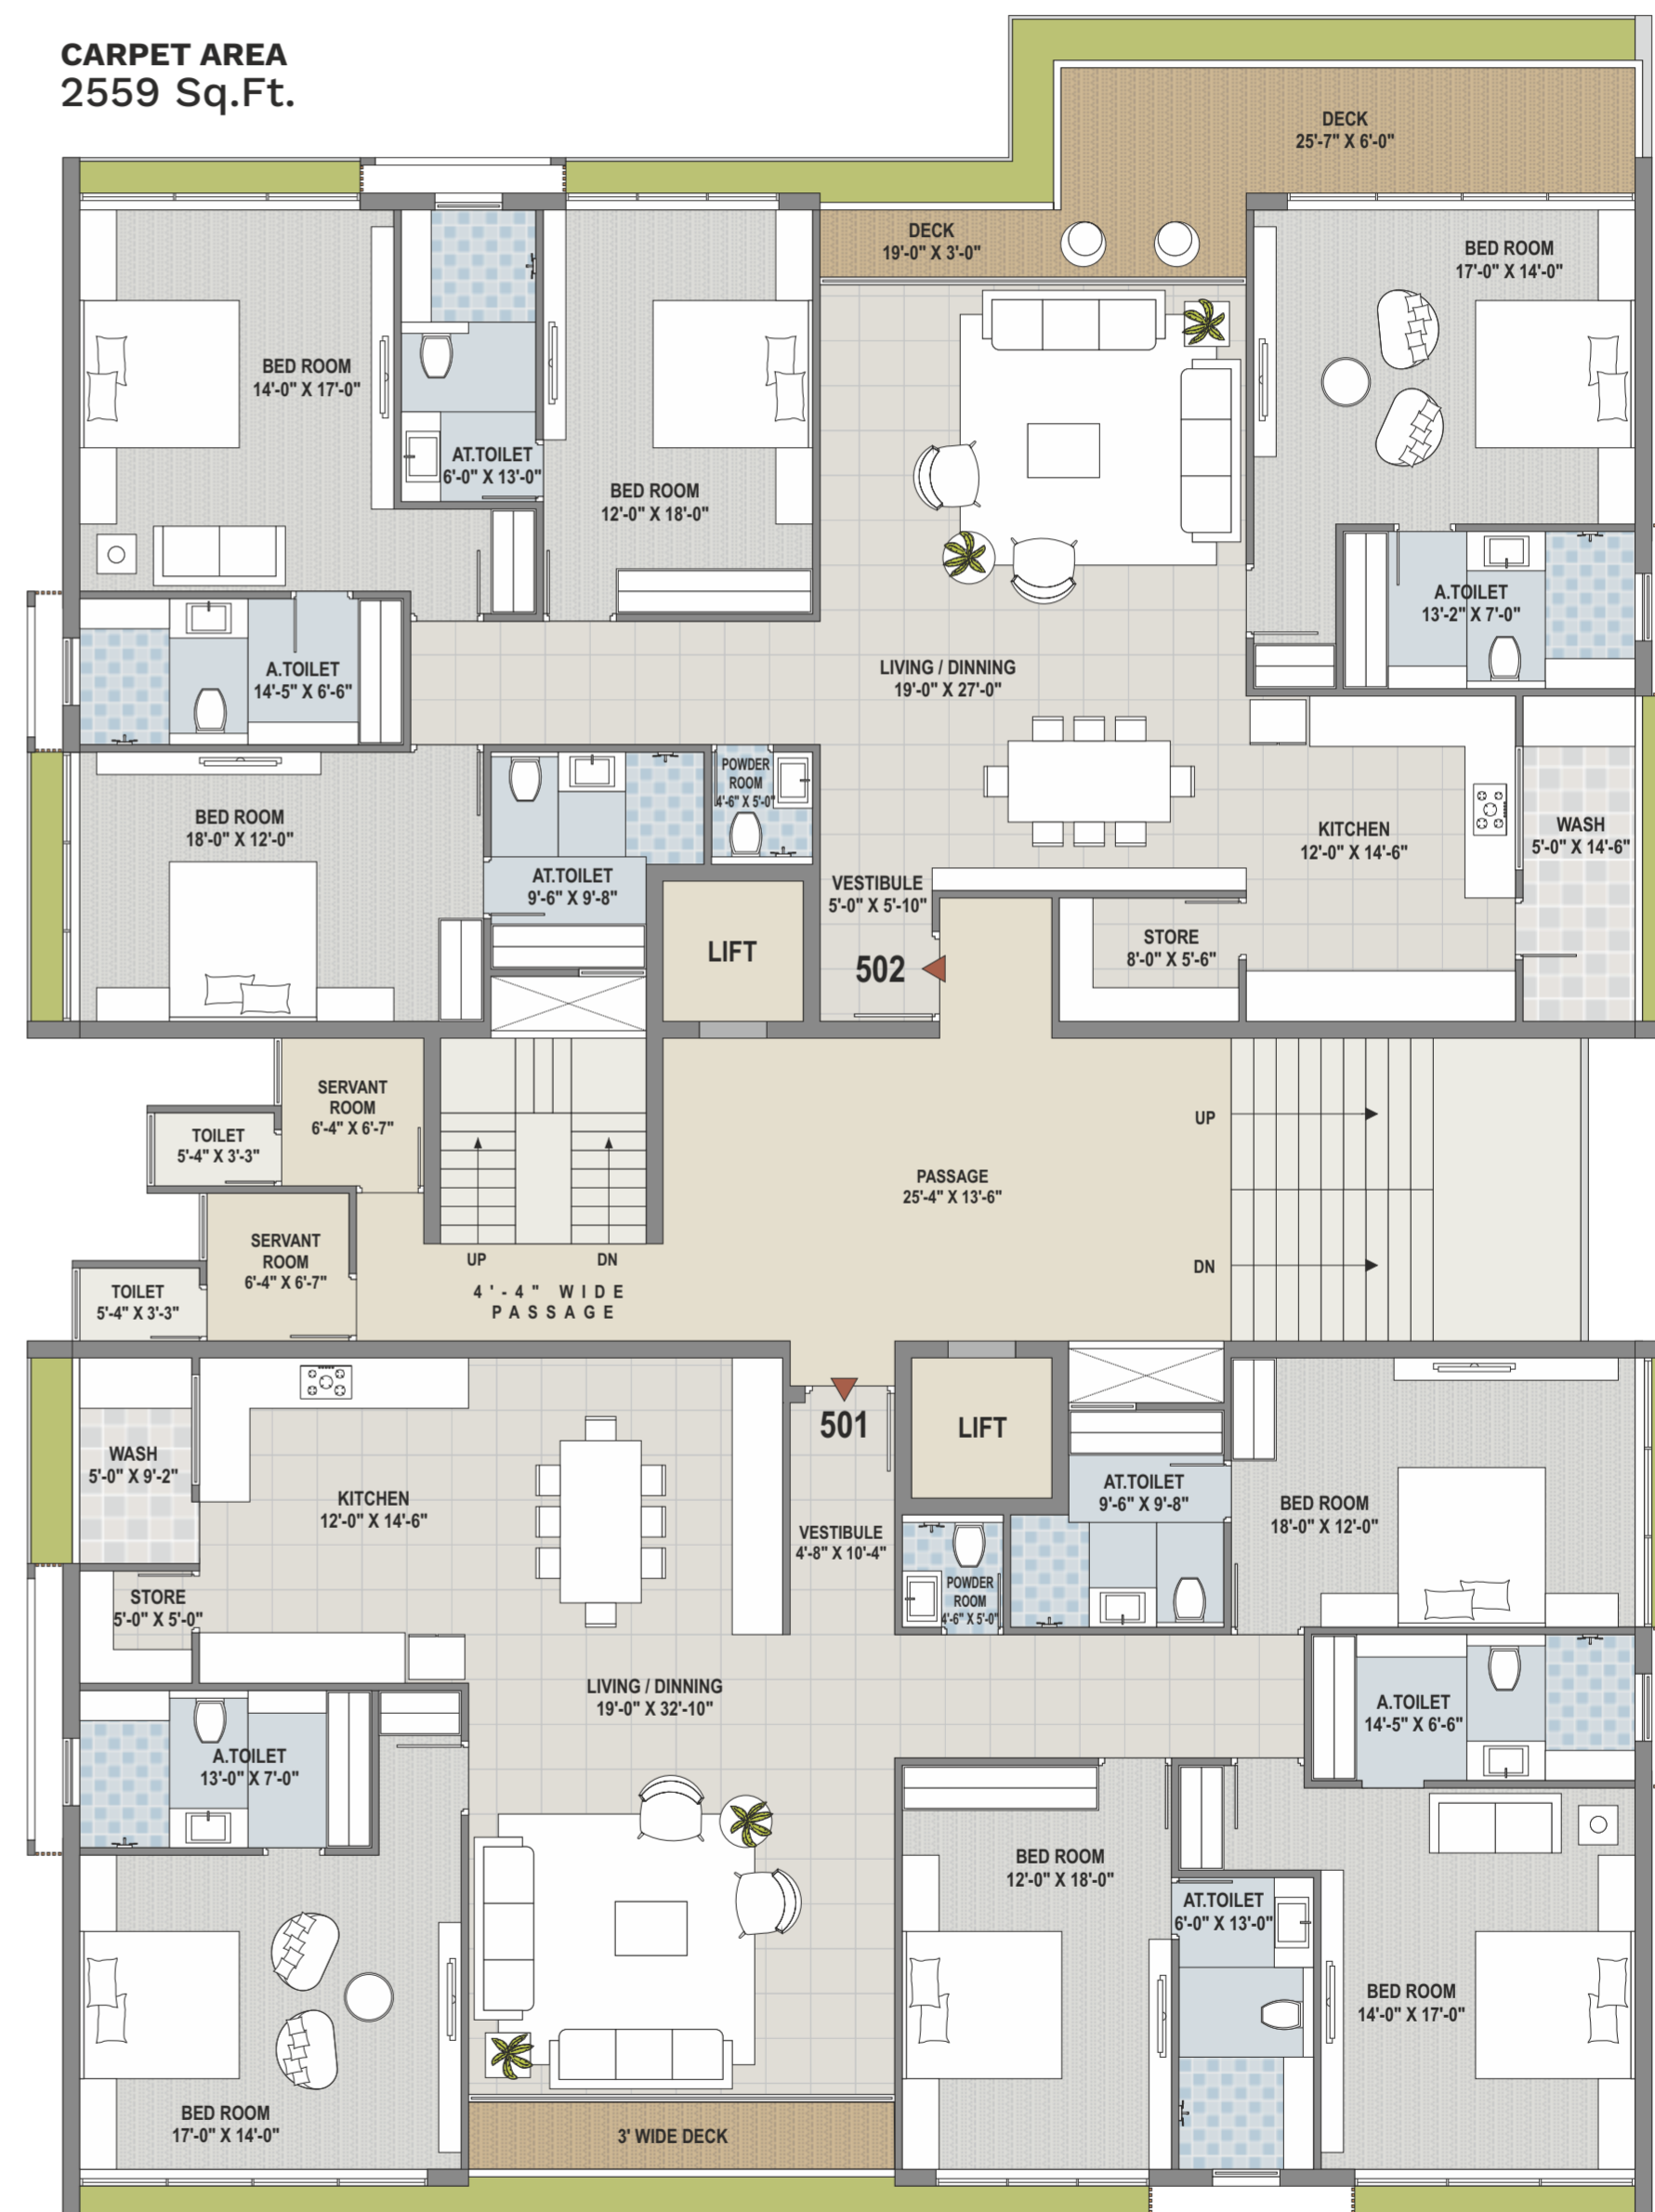 CARPET AREA
2559 Sq.Ft.
DECK
25'-7" X 6'-0"
DECK
19'-0" X 3'-0"
BED ROOM
17'-0" X 14'-0"
BED ROOM
14'-0" X 17'-0"
AT.TOILET
6'-0" X 13'-0"
BED ROOM
12'-0" X 18'-0"
A.TOILET
13'-2" X 7'-0"
A.TOILET
14'-5" X 6'-6"
LIVING / DINNING
19'-0" X 27'-0"
BED ROOM
18'-0" X 12'-0"
POWDER
ROOM
4'-6" X 5'-0"
AT.TOILET
9'-6" X 9'-8"
KITCHEN
12'-0" X 14'-6"
WASH
5'-0" X 14'-6"
VESTIBULE
5'-0" X 5'-10"
LIFT
502
STORE
8'-0" X 5'-6"
SERVANT
ROOM
6'-4" X 6'-7"
TOILET
5'-4" X 3'-3"
UP
PASSAGE
25'-4" X 13'-6"
SERVANT
ROOM
6'-4" X 6'-7"
TOILET
5'-4" X 3'-3"
UP
DN
DN
4'-4" WIDE
PASSAGE
501
LIFT
WASH
5'-0" X 9'-2"
KITCHEN
12'-0" X 14'-6"
VESTIBULE
4'-8" X 10'-4"
AT.TOILET
9'-6" X 9'-8"
BED ROOM
18'-0" X 12'-0"
POWDER
ROOM
4'-6" X 5'-0"
STORE
5'-0" X 5'-0"
LIVING / DINNING
19'-0" X 32'-10"
A.TOILET
14'-5" X 6'-6"
A.TOILET
13'-0" X 7'-0"
BED ROOM
12'-0" X 18'-0"
AT.TOILET
6'-0" X 13'-0"
BED ROOM
14'-0" X 17'-0"
BED ROOM
17'-0" X 14'-0"
3' WIDE DECK